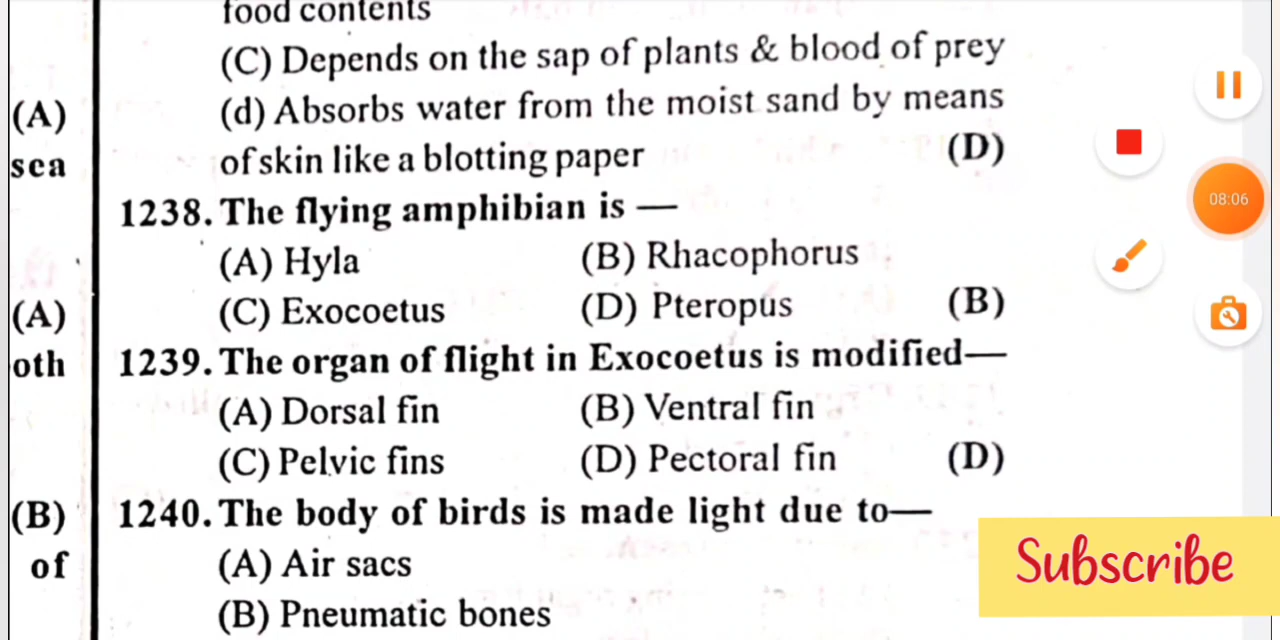 food contents
(C) Depends on the sap of plants & blood of prey
(A)
(d) Absorbs water from the moist sand by means
sea
of skin like a blotting paper (D)
1238. The flying amphibian is —
(A) Hyla (B) Rhacophorus
(A)
(C) Exocoetus (D) Pteropus (B)
oth
1239. The organ of flight in Exocoetus is modified—
(A) Dorsal fin (B) Ventral fin
(C) Pelvic fins (D) Pectoral fin (D)
(B)
1240. The body of birds is made light due to—
of
(A) Air sacs
(B) Pneumatic bones
08:06
Subscribe